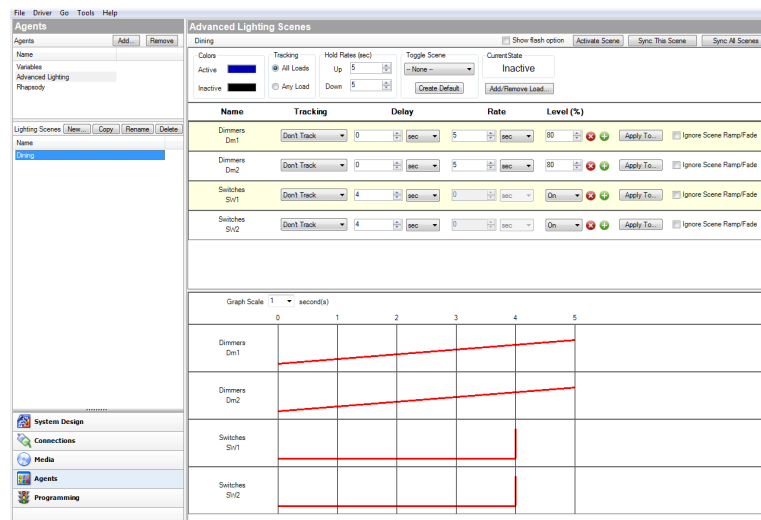 File Driver Go Tools Help
Agents
Agents Add... Remove
Name
Variables
Advanced Lighting
Rhapsody
Lighting Scenes New... Copy Rename Delete
Name
Dining
System Design
Connections
Media
Agents
Programming
Advanced Lighting Scenes
Dining Show flash option Activate Scene Sync This Scene Sync All Scenes
Colors Tracking Hold Rates (sec) Toggle Scene CurrentState
Active All Loads Up 5 -- None -- Inactive
Inactive Any Load Down 5 Create Default Add/Remove Load...
Name Tracking Delay Rate Level (%)
Dimmers
Dm1 Don't Track 0 sec 5 sec 80 Apply To... Ignore Scene Ramp/Fade
Dimmers
Dm2 Don't Track 0 sec 5 sec 80 Apply To... Ignore Scene Ramp/Fade
Switches
SW1 Don't Track 4 sec 0 sec On Apply To... Ignore Scene Ramp/Fade
Switches
SW2 Don't Track 4 sec 0 sec On Apply To... Ignore Scene Ramp/Fade
Graph Scale 1 second(s)
0 1 2 3 4 5
Dimmers
Dm1
Dimmers
Dm2
Switches
SW1
Switches
SW2